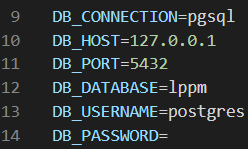 9 DB_CONNECTION=pgsql
10 DB_HOST=127.0.0.1
11 DB_PORT=5432
12 DB_DATABASE=lppm
13 DB_USERNAME=postgres
14 DB_PASSWORD=